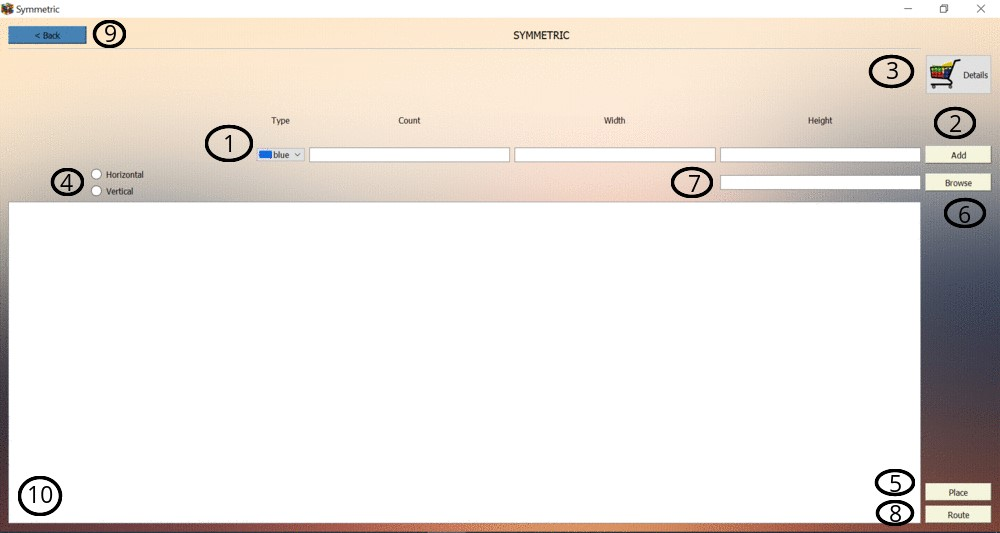 Symmetric
< Back
9
SYMMETRIC
3
Details
Type
Count
Width
Height
2
1
blue
Add
4
Horizontal
Vertical
7
Browse
6
10
5
Place
8
Route